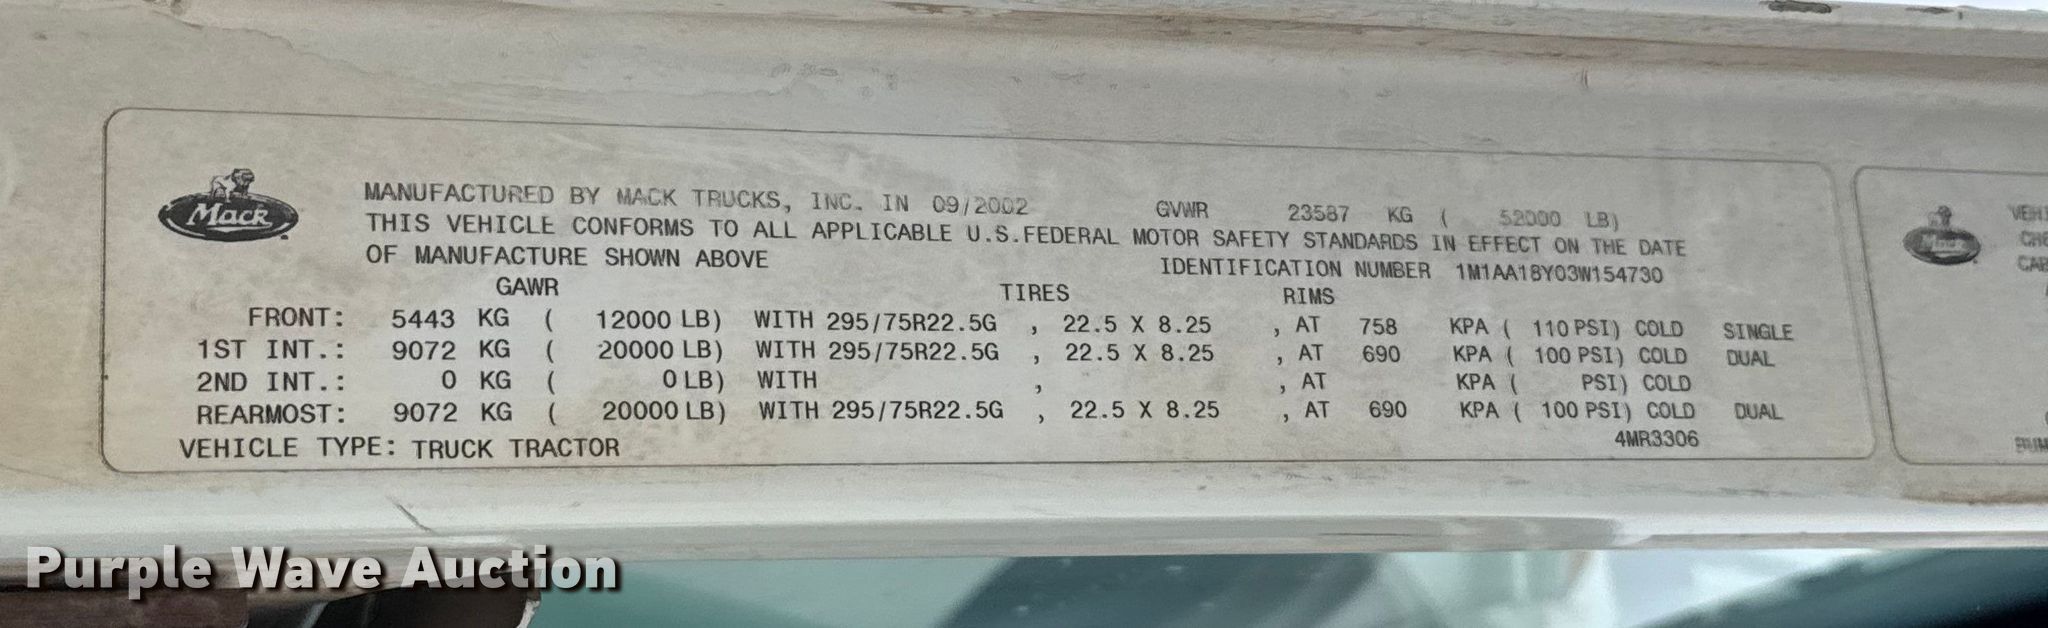 Mack
MANUFACTURED BY MACK TRUCKS, INC. IN 09/2002 GVWR 23587 KG ( 52000 LB)
THIS VEHICLE CONFORMS TO ALL APPLICABLE U.S.FEDERAL MOTOR SAFETY STANDARDS IN EFFECT ON THE DATE
OF MANUFACTURE SHOWN ABOVE IDENTIFICATION NUMBER 1M1AA18Y03W154730
GAWR TIRES RIMS
FRONT: 5443 KG ( 12000 LB) WITH 295/75R22.5G , 22.5 X 8.25 , AT 758 KPA ( 110 PSI) COLD SINGLE
1ST INT.: 9072 KG ( 20000 LB) WITH 295/75R22.5G , 22.5 X 8.25 , AT 690 KPA ( 100 PSI) COLD DUAL
2ND INT.: 0 KG ( 0 LB) WITH , , AT KPA ( PSI) COLD
REARMOST: 9072 KG ( 20000 LB) WITH 295/75R22.5G , 22.5 X 8.25 , AT 690 KPA ( 100 PSI) COLD DUAL
4MR3306
VEHICLE TYPE: TRUCK TRACTOR
Mack
Purple Wave Auction